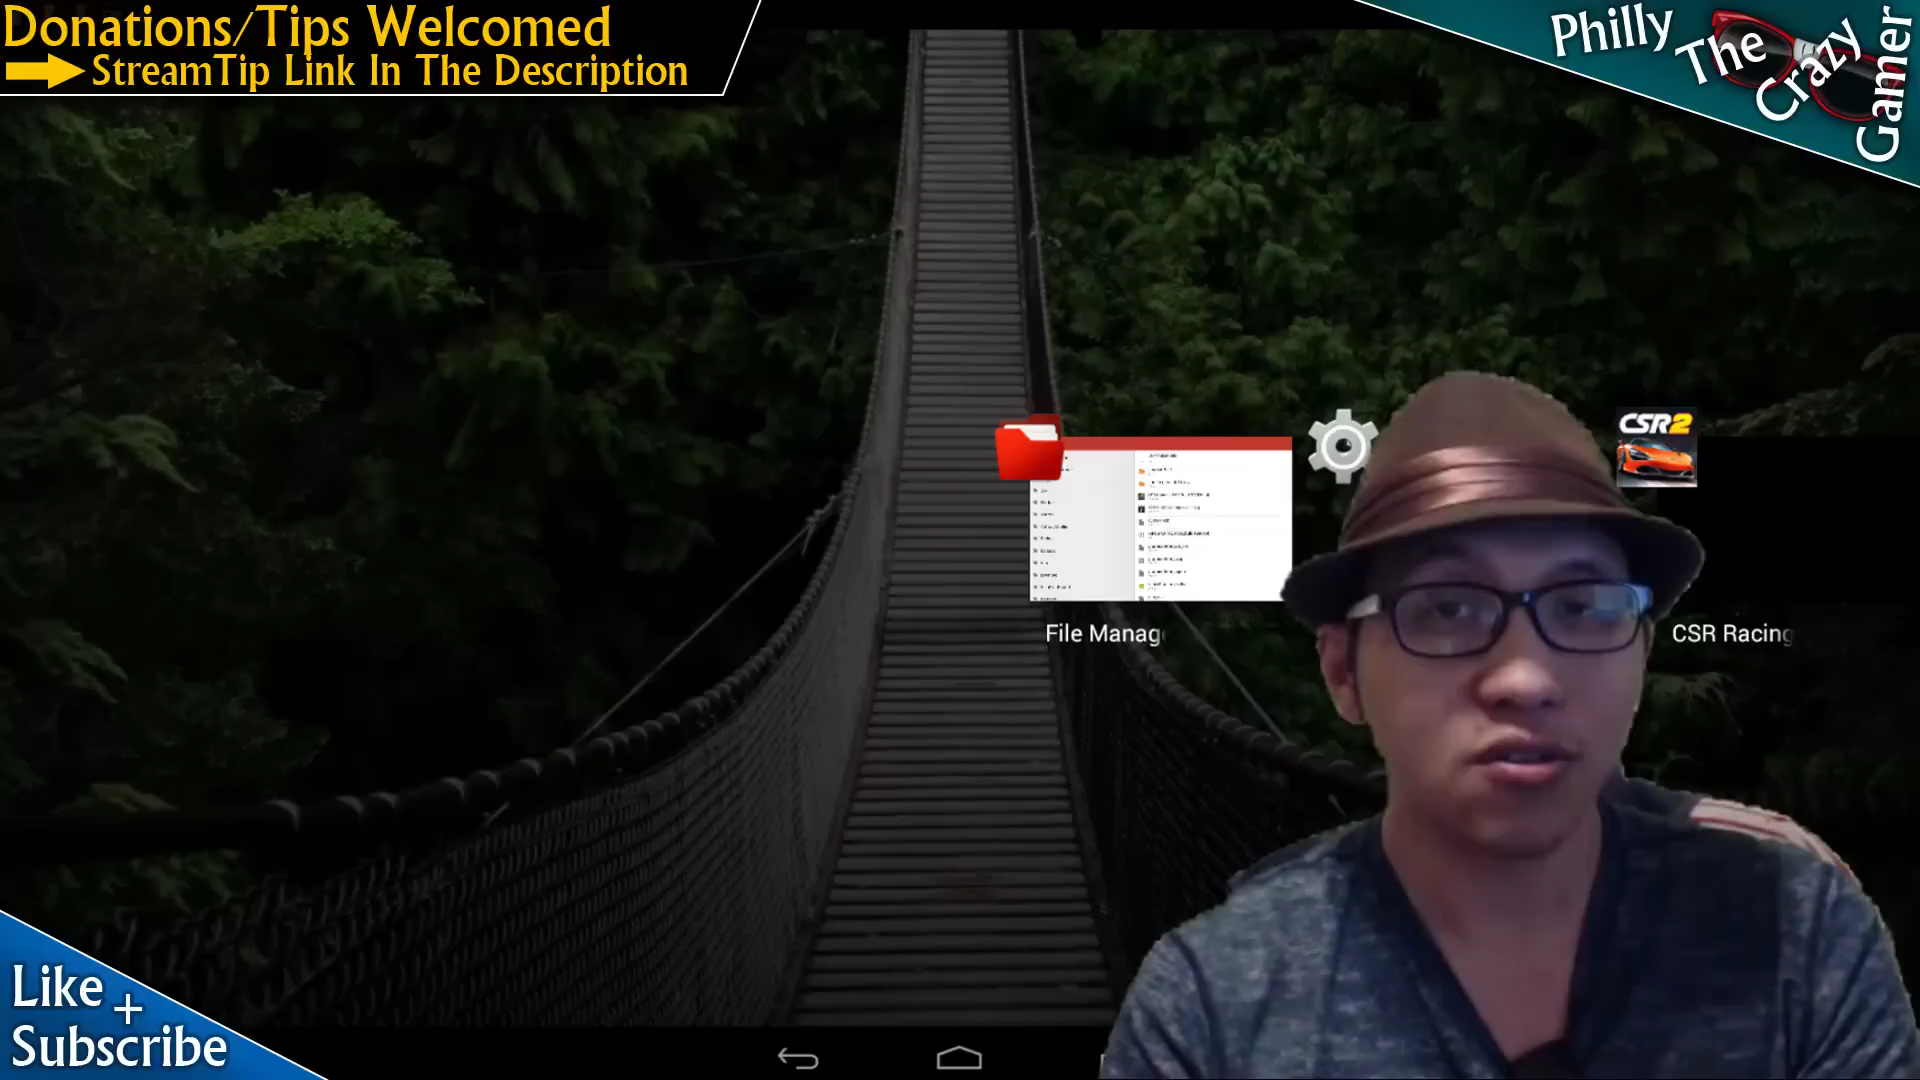 Donations/Tips Welcomed
StreamTip Link In The Description
Philly
The
Crazy
Gamer
CSR2
File Manag
CSR Racing
Like
+
Subscribe